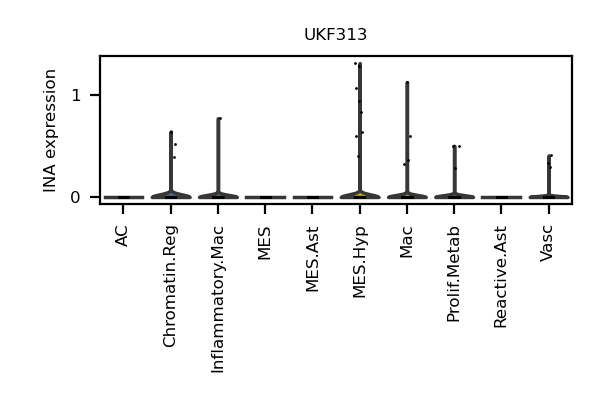 UKF313
INA expression
1
0
AC
Chromatin.Reg
Inflammatory.Mac
MES
MES.Ast
MES.Hyp
Mac
Prolif.Metab
Reactive.Ast
Vasc